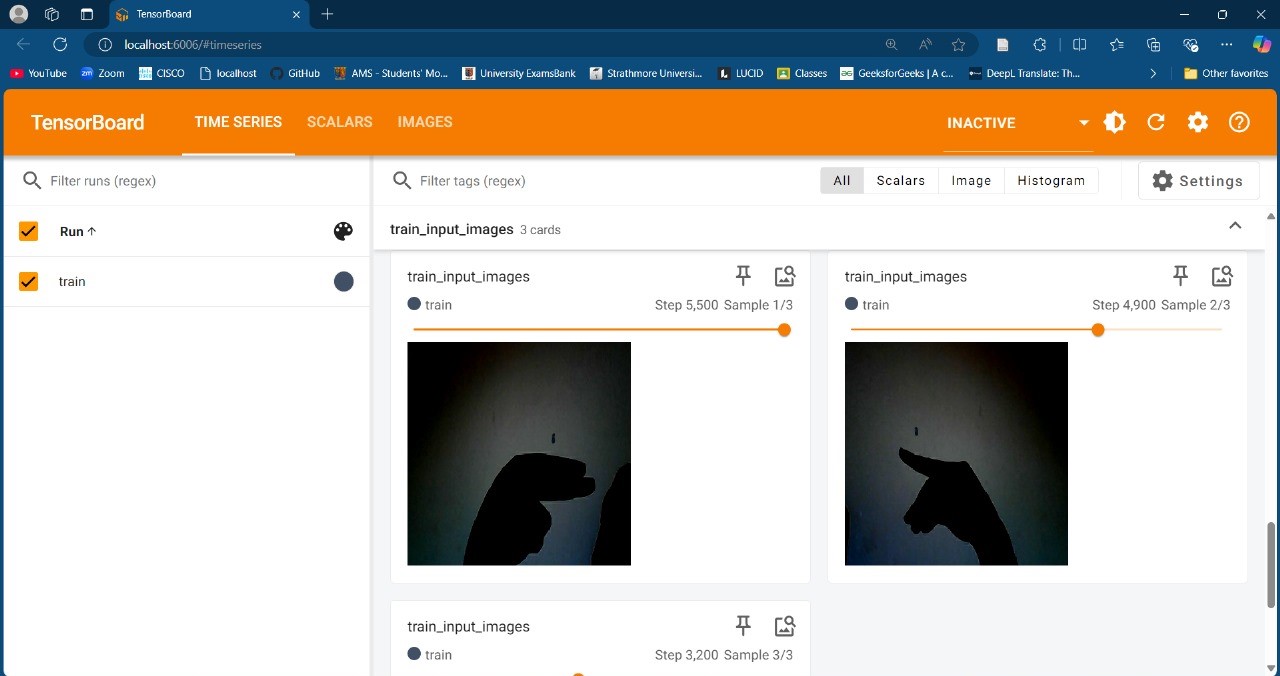 TensorBoard
localhost:6006/#timeseries
YouTube Zoom CISCO localhost GitHub AMS - Students' Mo... University ExamsBank Strathmore Universi... LUCID Classes GeeksforGeeks | A c... DeepL Translate: Th... Other favorites
TensorBoard TIME SERIES SCALARS IMAGES INACTIVE
Filter runs (regex) Filter tags (regex) All Scalars Image Histogram Settings
Run train_input_images 3 cards
train
train_input_images
train Step 5,500 Sample 1/3
train_input_images
train Step 4,900 Sample 2/3
train_input_images
train Step 3,200 Sample 3/3